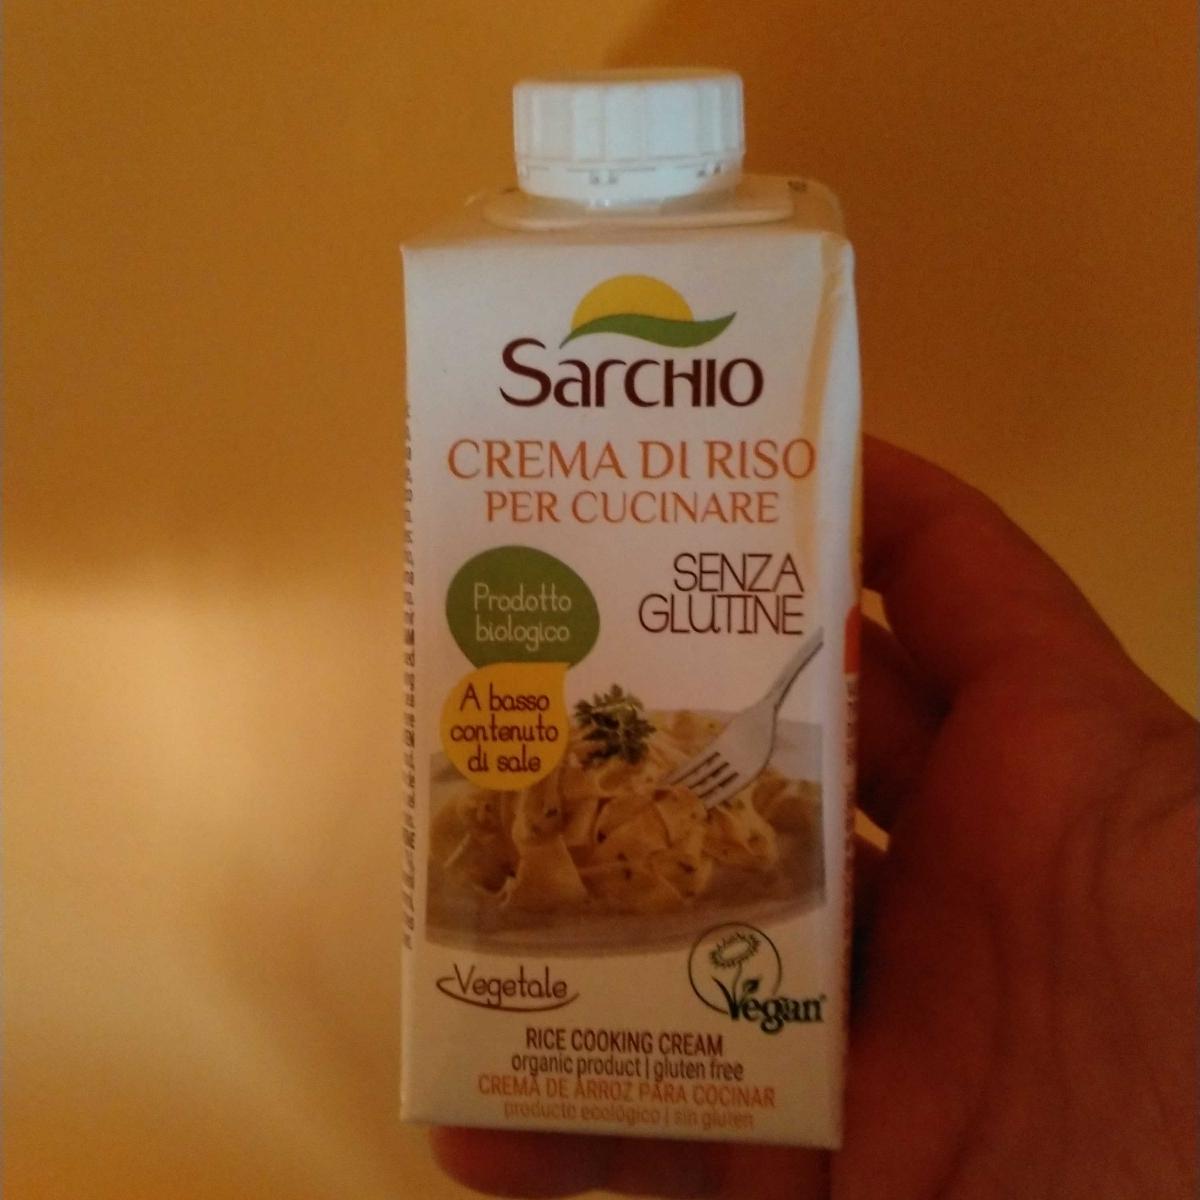 Sarchio
CREMA DI RISO
PER CUCINARE
Prodotto
biologico
SENZA
GLUTINE
A basso
contenuto
di sale
Vegetale
Vegan
RICE COOKING CREAM
organic product | gluten free
CREMA DE ARROZ PARA COCINAR
producto ecológico | sin gluten